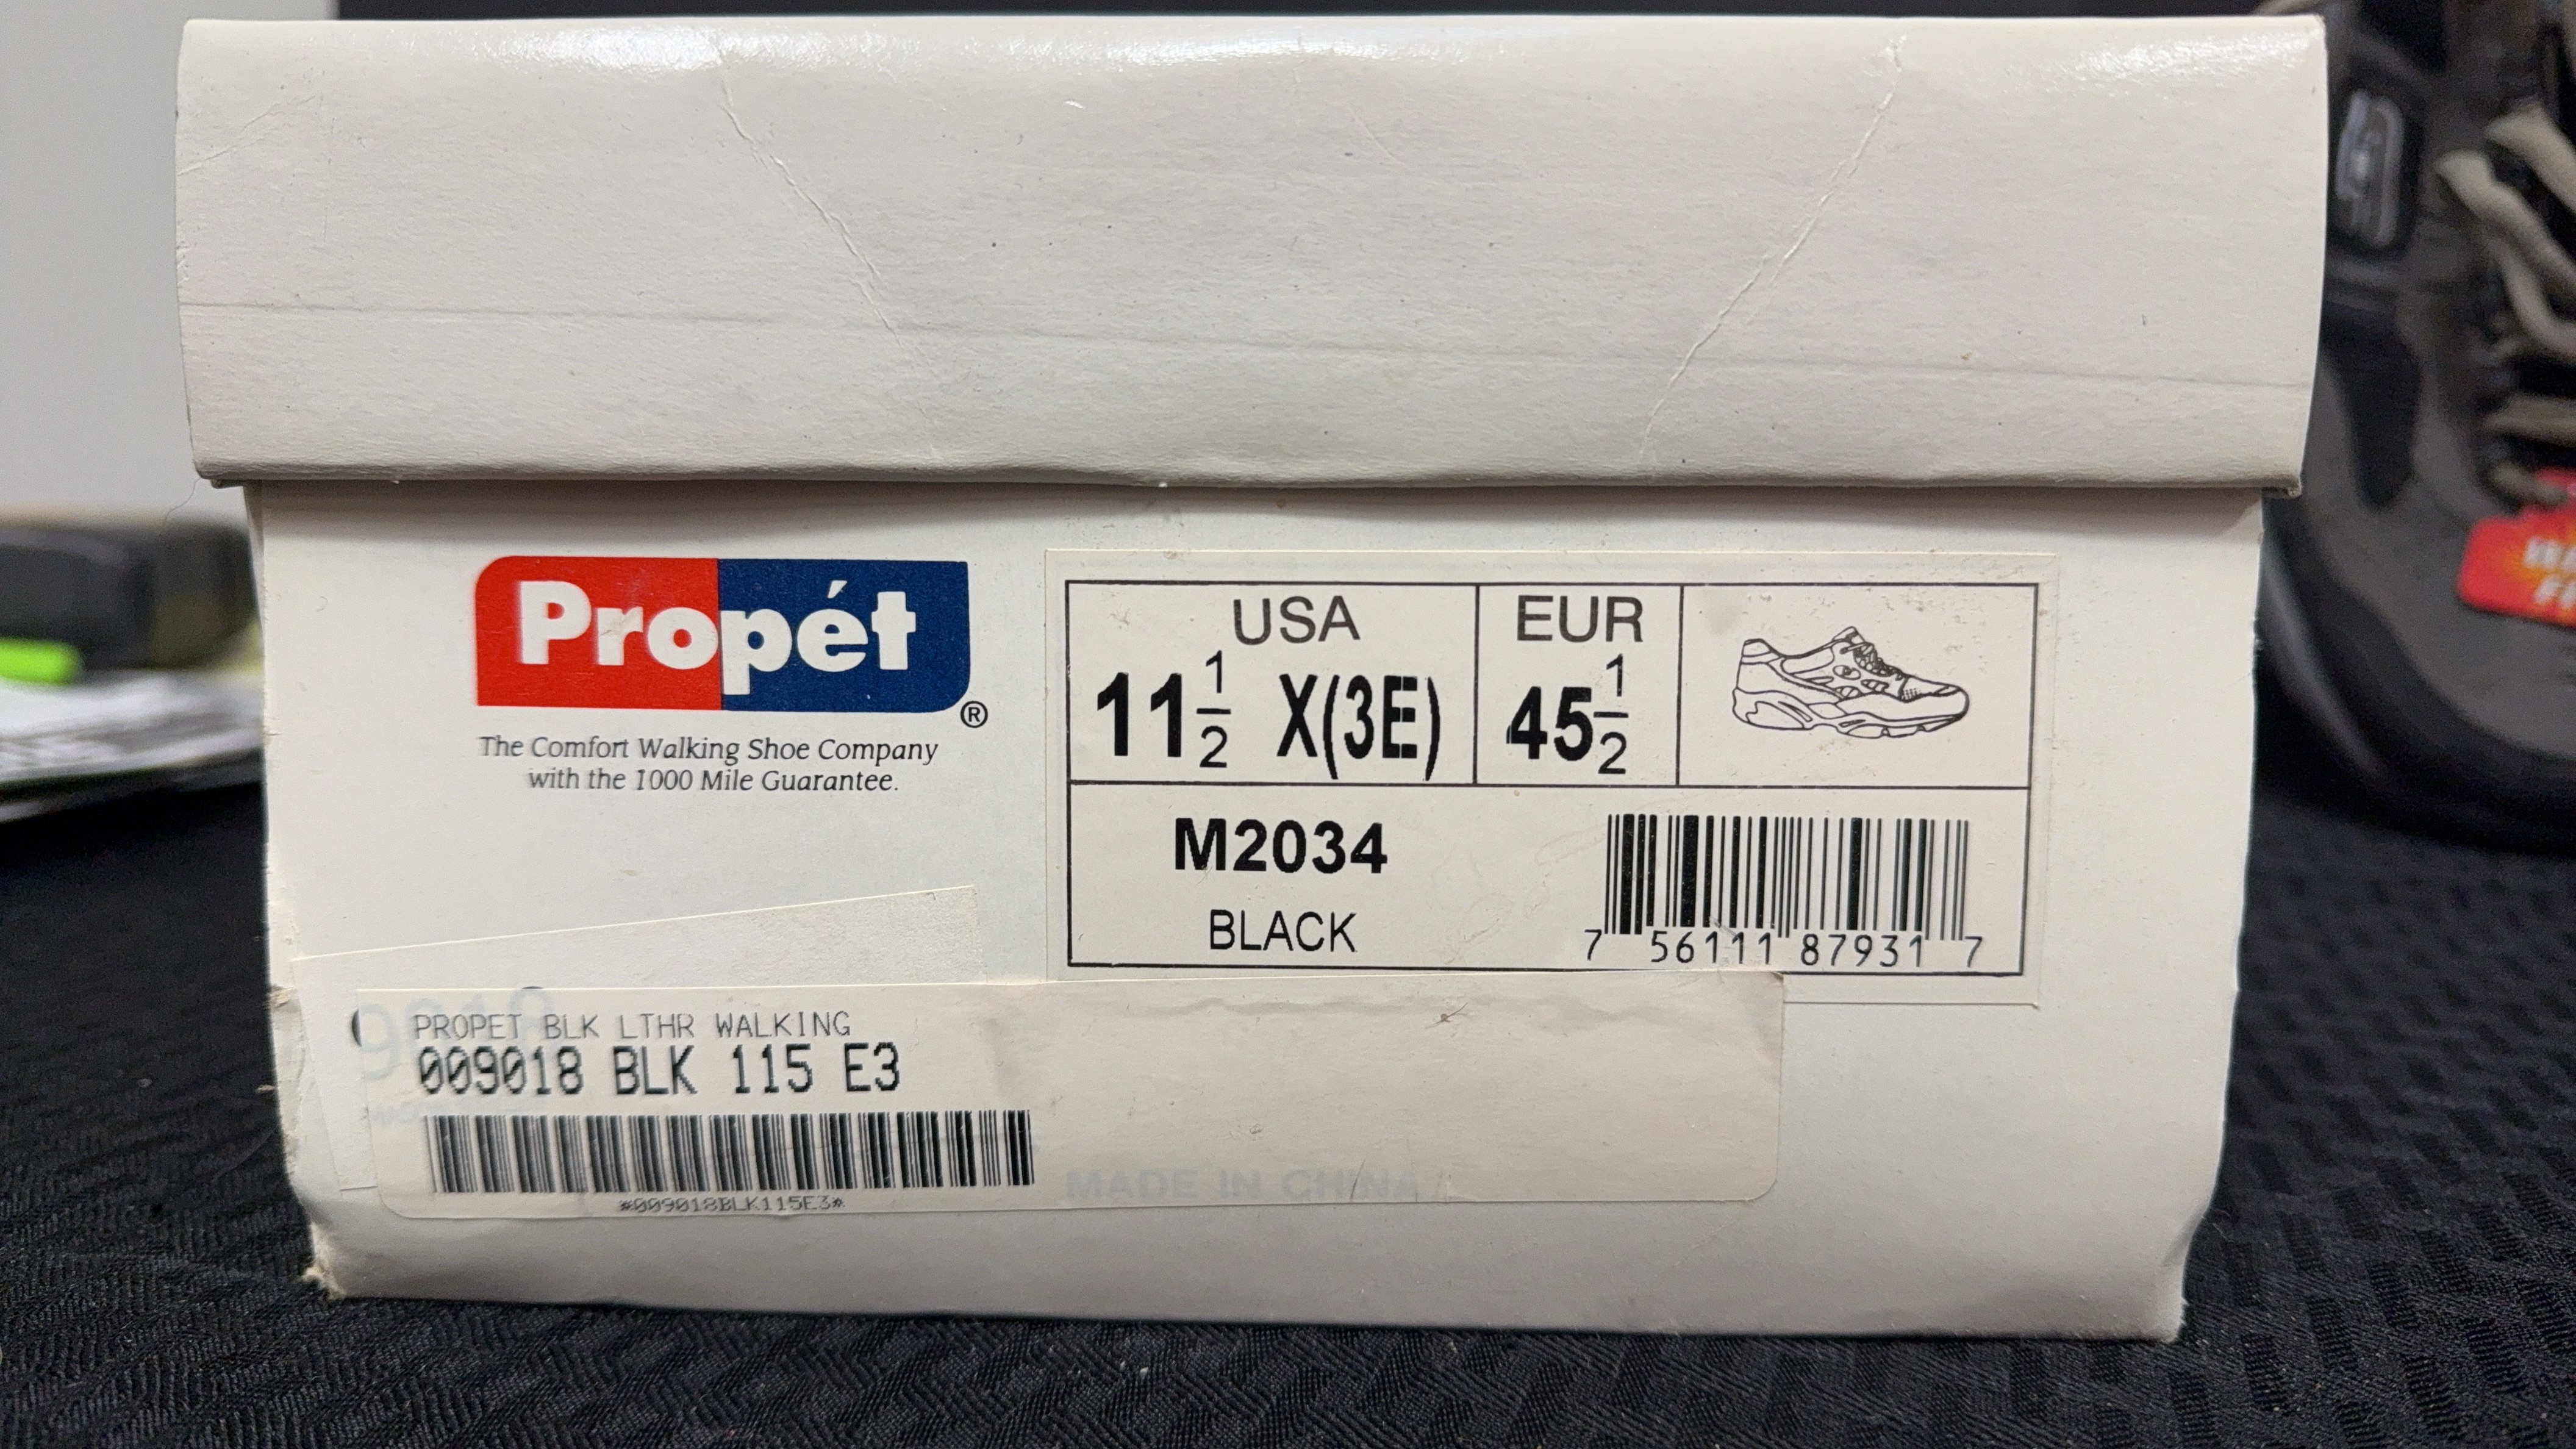 Propét®
The Comfort Walking Shoe Company
with the 1000 Mile Guarantee.
USA
11 1/2 X(3E)
EUR
45 1/2
M2034
BLACK
7 56111 87931 7
PROPET BLK LTHR WALKING
009018 BLK 115 E3
*009018BLK115E3*
MADE IN CHINA